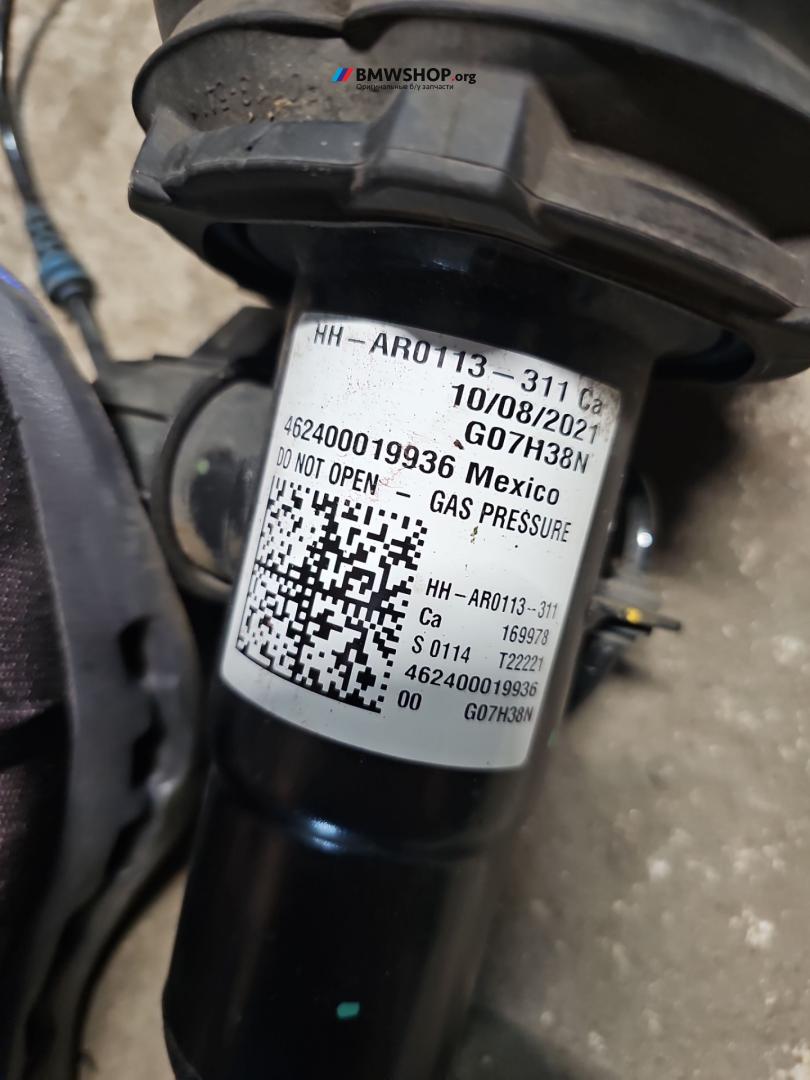 BMWSHOP.org
Оригинальные б/у запчасти
HH-AR0113-311 Ca
10/08/2021
G07H38N
462400019936 Mexico
DO NOT OPEN - GAS PRESSURE
HH-AR0113-311
Ca 169978
S 0114 T22221
462400019936
00 G07H38N